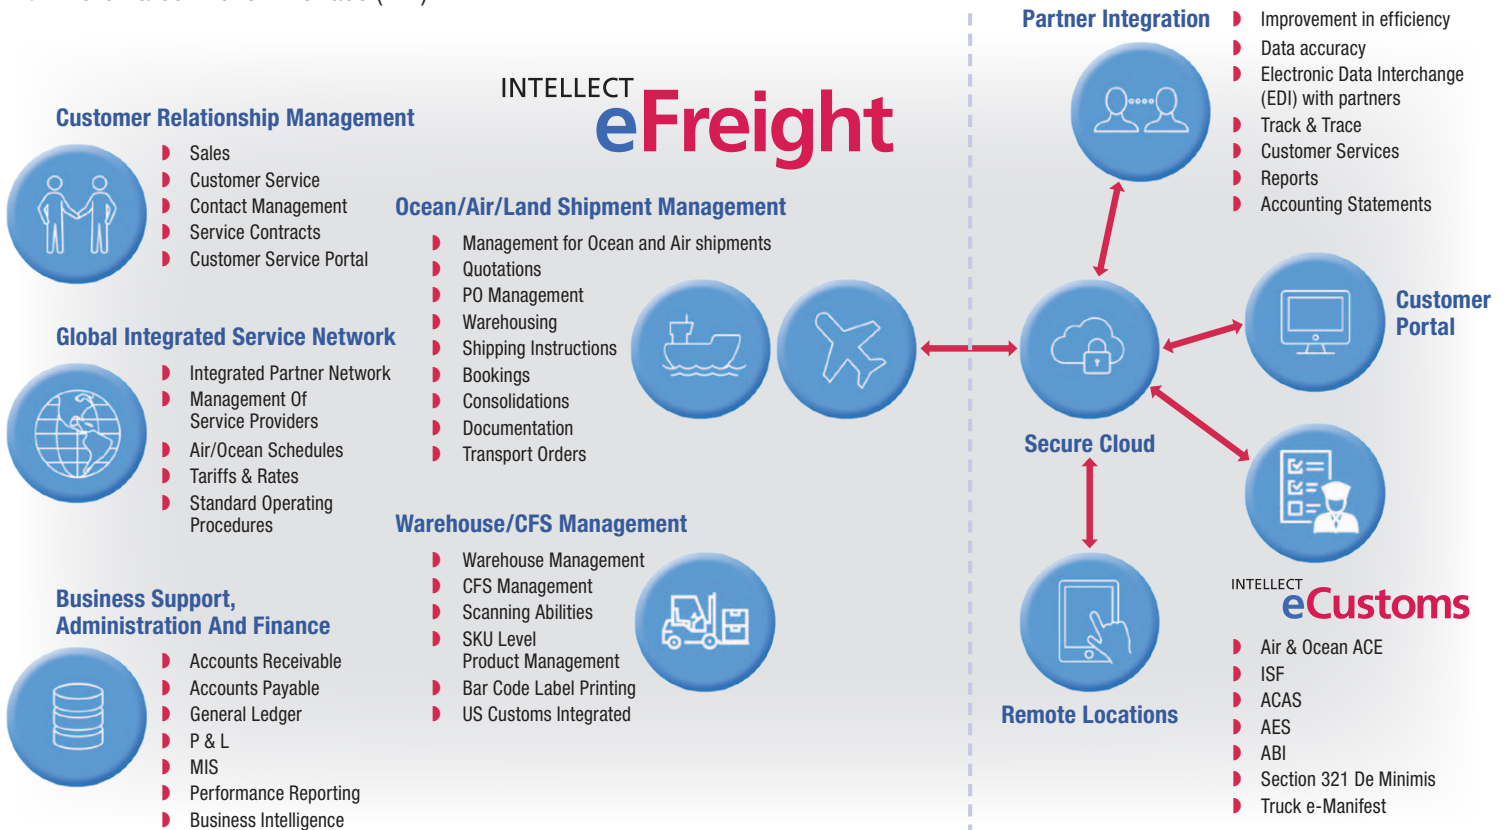 INTELLECT
eFreight
Customer Relationship Management
Sales
Customer Service
Contact Management
Service Contracts
Customer Service Portal
Global Integrated Service Network
Integrated Partner Network
Management Of
Service Providers
Air/Ocean Schedules
Tariffs & Rates
Standard Operating
Procedures
Business Support,
Administration And Finance
Accounts Receivable
Accounts Payable
General Ledger
P & L
MIS
Performance Reporting
Business Intelligence
Ocean/Air/Land Shipment Management
Management for Ocean and Air shipments
Quotations
PO Management
Warehousing
Shipping Instructions
Bookings
Consolidations
Documentation
Transport Orders
Warehouse/CFS Management
Warehouse Management
CFS Management
Scanning Abilities
SKU Level
Product Management
Bar Code Label Printing
US Customs Integrated
Partner Integration
Improvement in efficiency
Data accuracy
Electronic Data Interchange
(EDI) with partners
Track & Trace
Customer Services
Reports
Accounting Statements
Customer
Portal
Secure Cloud
Remote Locations
INTELLECT
eCustoms
Air & Ocean ACE
ISF
ACAS
AES
ABI
Section 321 De Minimis
Truck e-Manifest